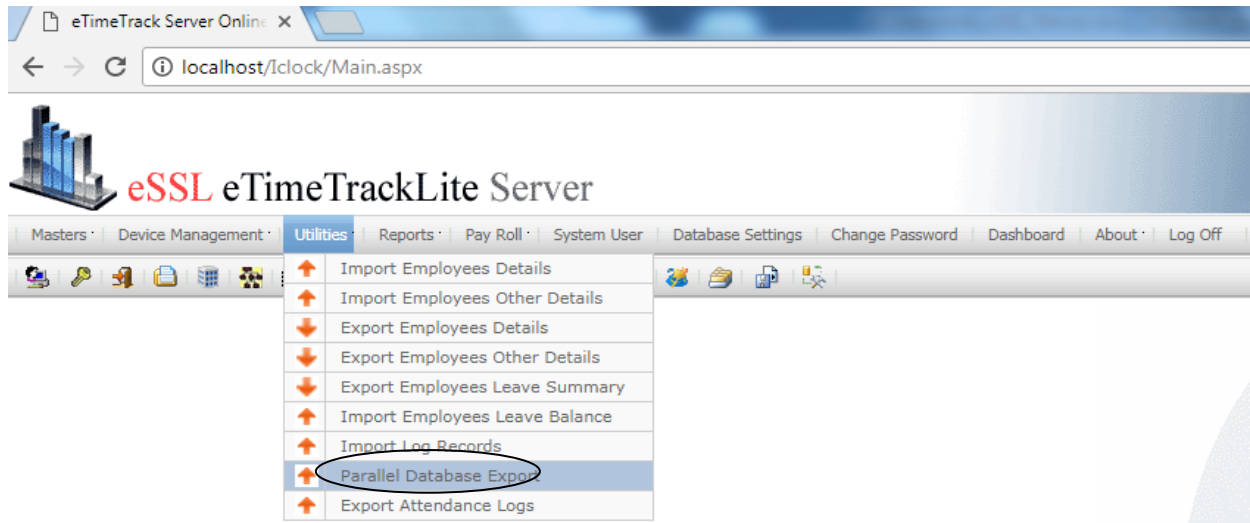 eTimeTrack Server Online
localhost/Iclock/Main.aspx
eSSL eTimeTrackLite Server
Masters Device Management Utilities Reports Pay Roll System User Database Settings Change Password Dashboard About Log Off
Import Employees Details
Import Employees Other Details
Export Employees Details
Export Employees Other Details
Export Employees Leave Summary
Import Employees Leave Balance
Import Log Records
Parallel Database Export
Export Attendance Logs